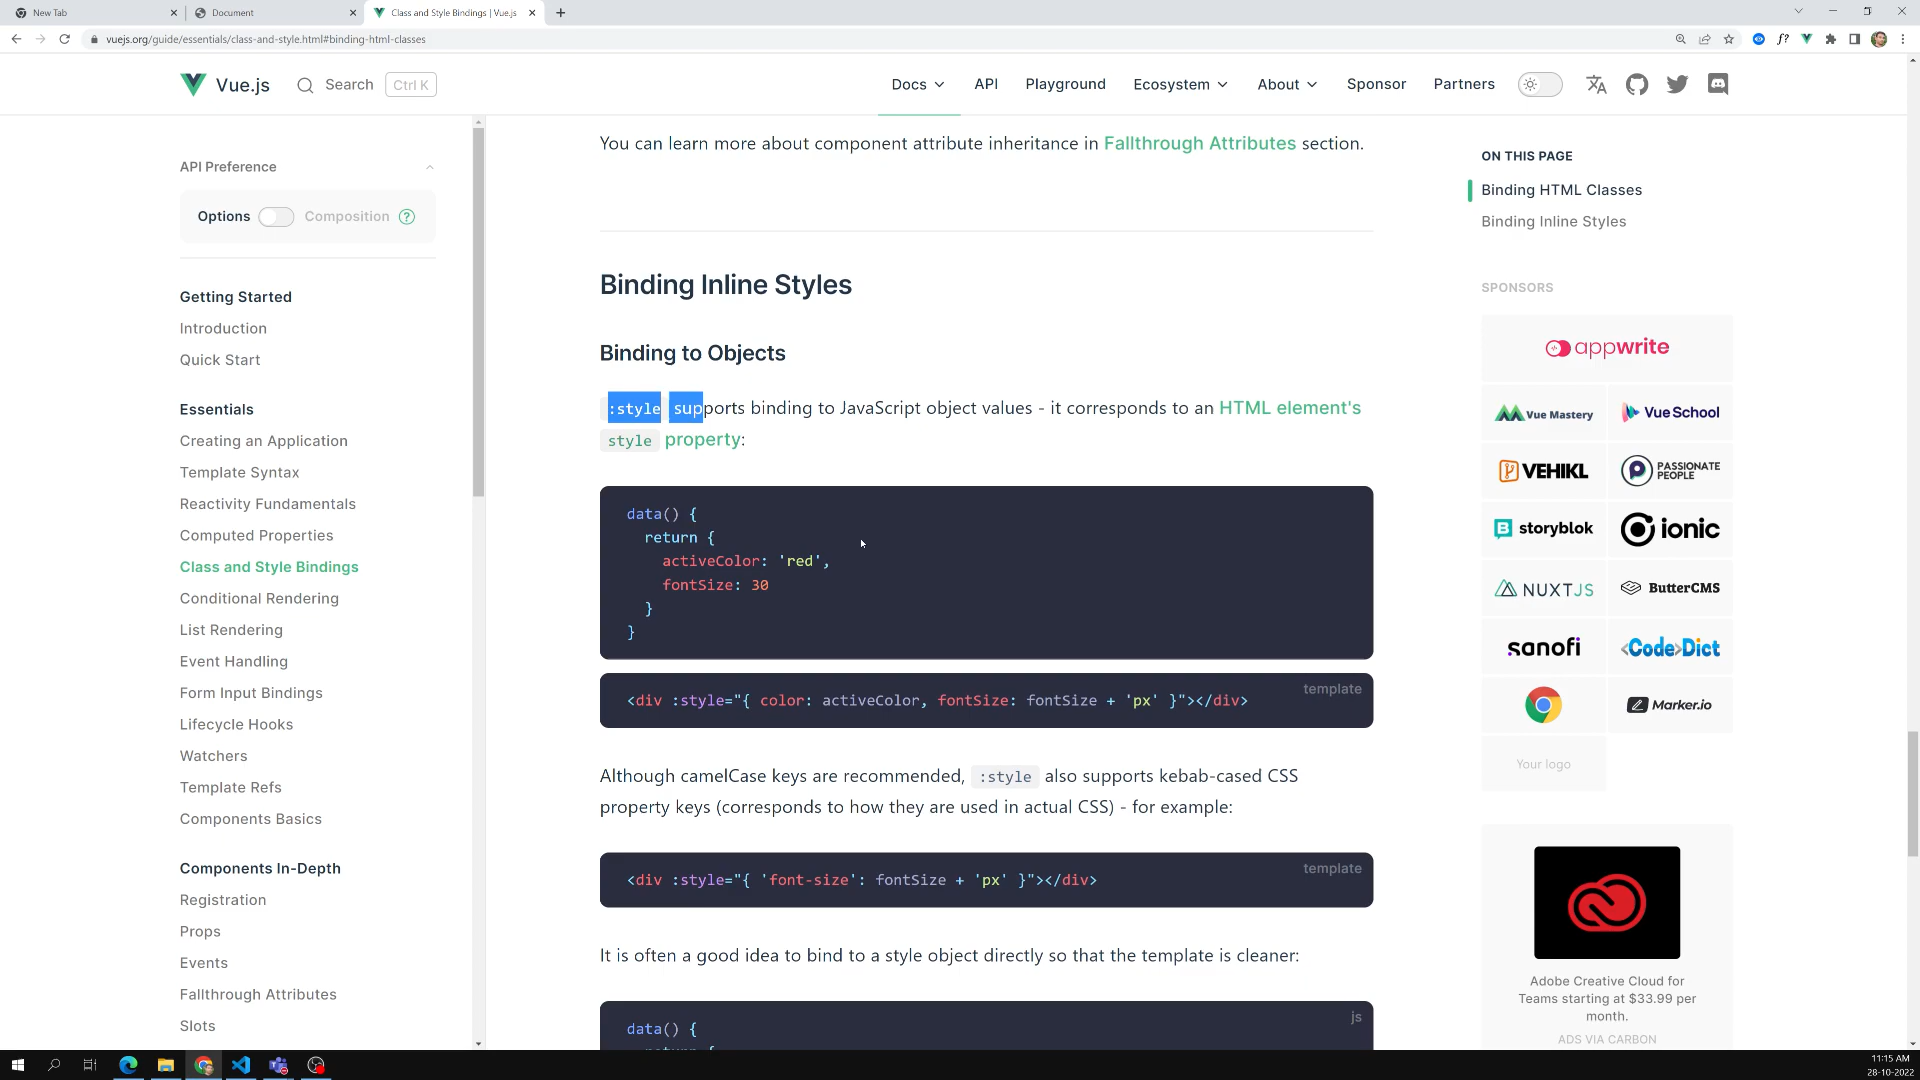 New Tab
Document
Class and Style Bindings | Vue.js
vuejs.org/guide/essentials/class-and-style.html#binding-html-classes
Vue.js
Search
Ctrl K
Docs
API
Playground
Ecosystem
About
Sponsor
Partners
API Preference
Options
Composition
?
Getting Started
Introduction
Quick Start
Essentials
Creating an Application
Template Syntax
Reactivity Fundamentals
Computed Properties
Class and Style Bindings
Conditional Rendering
List Rendering
Event Handling
Form Input Bindings
Lifecycle Hooks
Watchers
Template Refs
Components Basics
Components In-Depth
Registration
Props
Events
Fallthrough Attributes
Slots
You can learn more about component attribute inheritance in Fallthrough Attributes section.
Binding Inline Styles
Binding to Objects
:style supports binding to JavaScript object values - it corresponds to an HTML element's
style property:
data() {
return {
activeColor: 'red',
fontSize: 30
}
}
template
<div :style="{ color: activeColor, fontSize: fontSize + 'px' }"></div>
Although camelCase keys are recommended, :style also supports kebab-cased CSS
property keys (corresponds to how they are used in actual CSS) - for example:
template
<div :style="{ 'font-size': fontSize + 'px' }"></div>
It is often a good idea to bind to a style object directly so that the template is cleaner:
js
data() {
return {
ON THIS PAGE
Binding HTML Classes
Binding Inline Styles
SPONSORS
appwrite
Vue Mastery
Vue School
VEHIKL
PASSIONATE
PEOPLE
storyblok
ionic
NUXTJS
ButterCMS
sanofi
<Code>Dict
Marker.io
Your logo
Adobe Creative Cloud for
Teams starting at $33.99 per
month.
ADS VIA CARBON
11:15 AM
28-10-2022